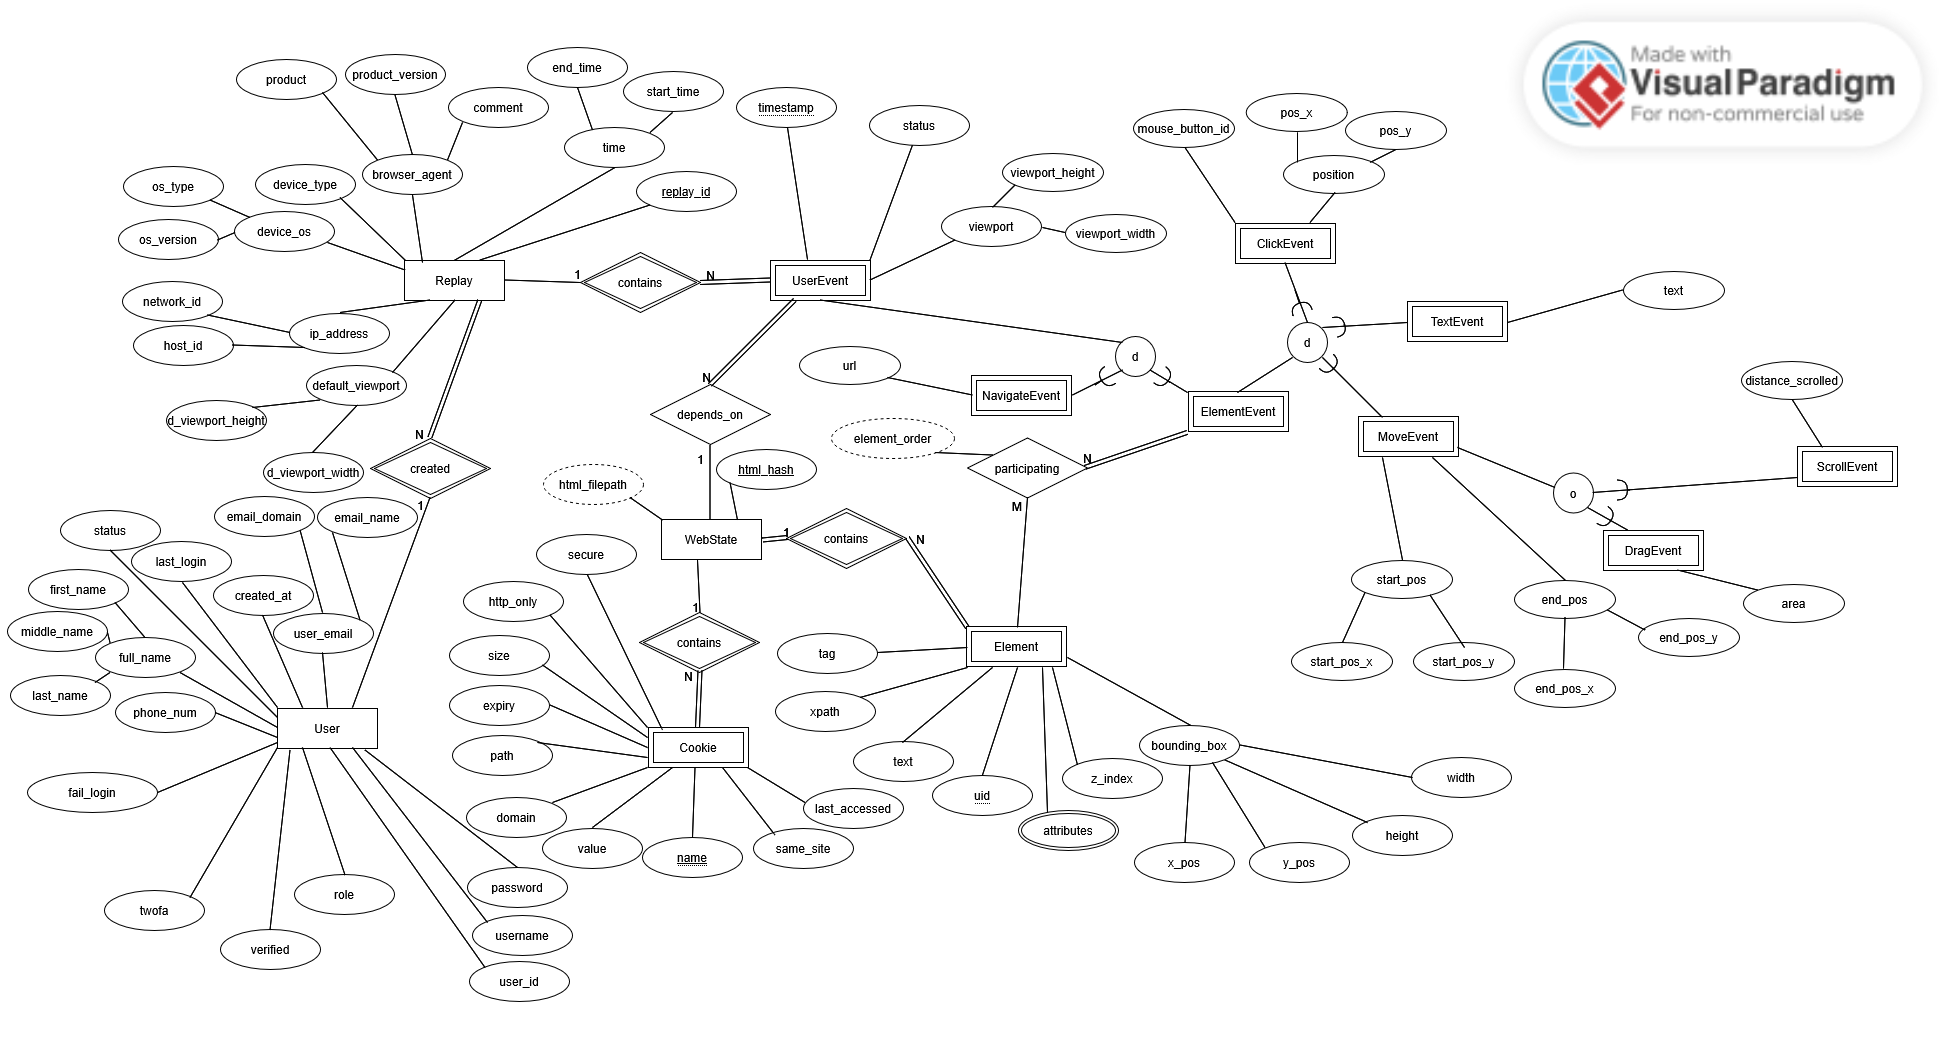 Made with
VisualParadigm
For non-commercial use
product
product_version
comment
end_time
start_time
time
timestamp
status
mouse_button_id
pos_x
pos_y
position
os_type
device_type
browser_agent
replay_id
viewport_height
viewport
viewport_width
os_version
device_os
Replay
1
contains
N
UserEvent
ClickEvent
text
TextEvent
network_id
host_id
ip_address
d
d
url
NavigateEvent
ElementEvent
default_viewport
d_viewport_height
d_viewport_width
N
created
1
N
depends_on
1
element_order
participating
N
M
MoveEvent
distance_scrolled
ScrollEvent
o
DragEvent
area
html_filepath
html_hash
WebState
1
contains
N
email_domain
email_name
status
last_login
first_name
created_at
middle_name
user_email
full_name
last_name
phone_num
User
fail_login
twofa
verified
role
password
username
user_id
secure
http_only
size
expiry
path
domain
value
name
same_site
last_accessed
1
contains
N
Cookie
Element
tag
xpath
text
uid
attributes
z_index
bounding_box
width
height
x_pos
y_pos
start_pos
start_pos_x
start_pos_y
end_pos
end_pos_y
end_pos_x